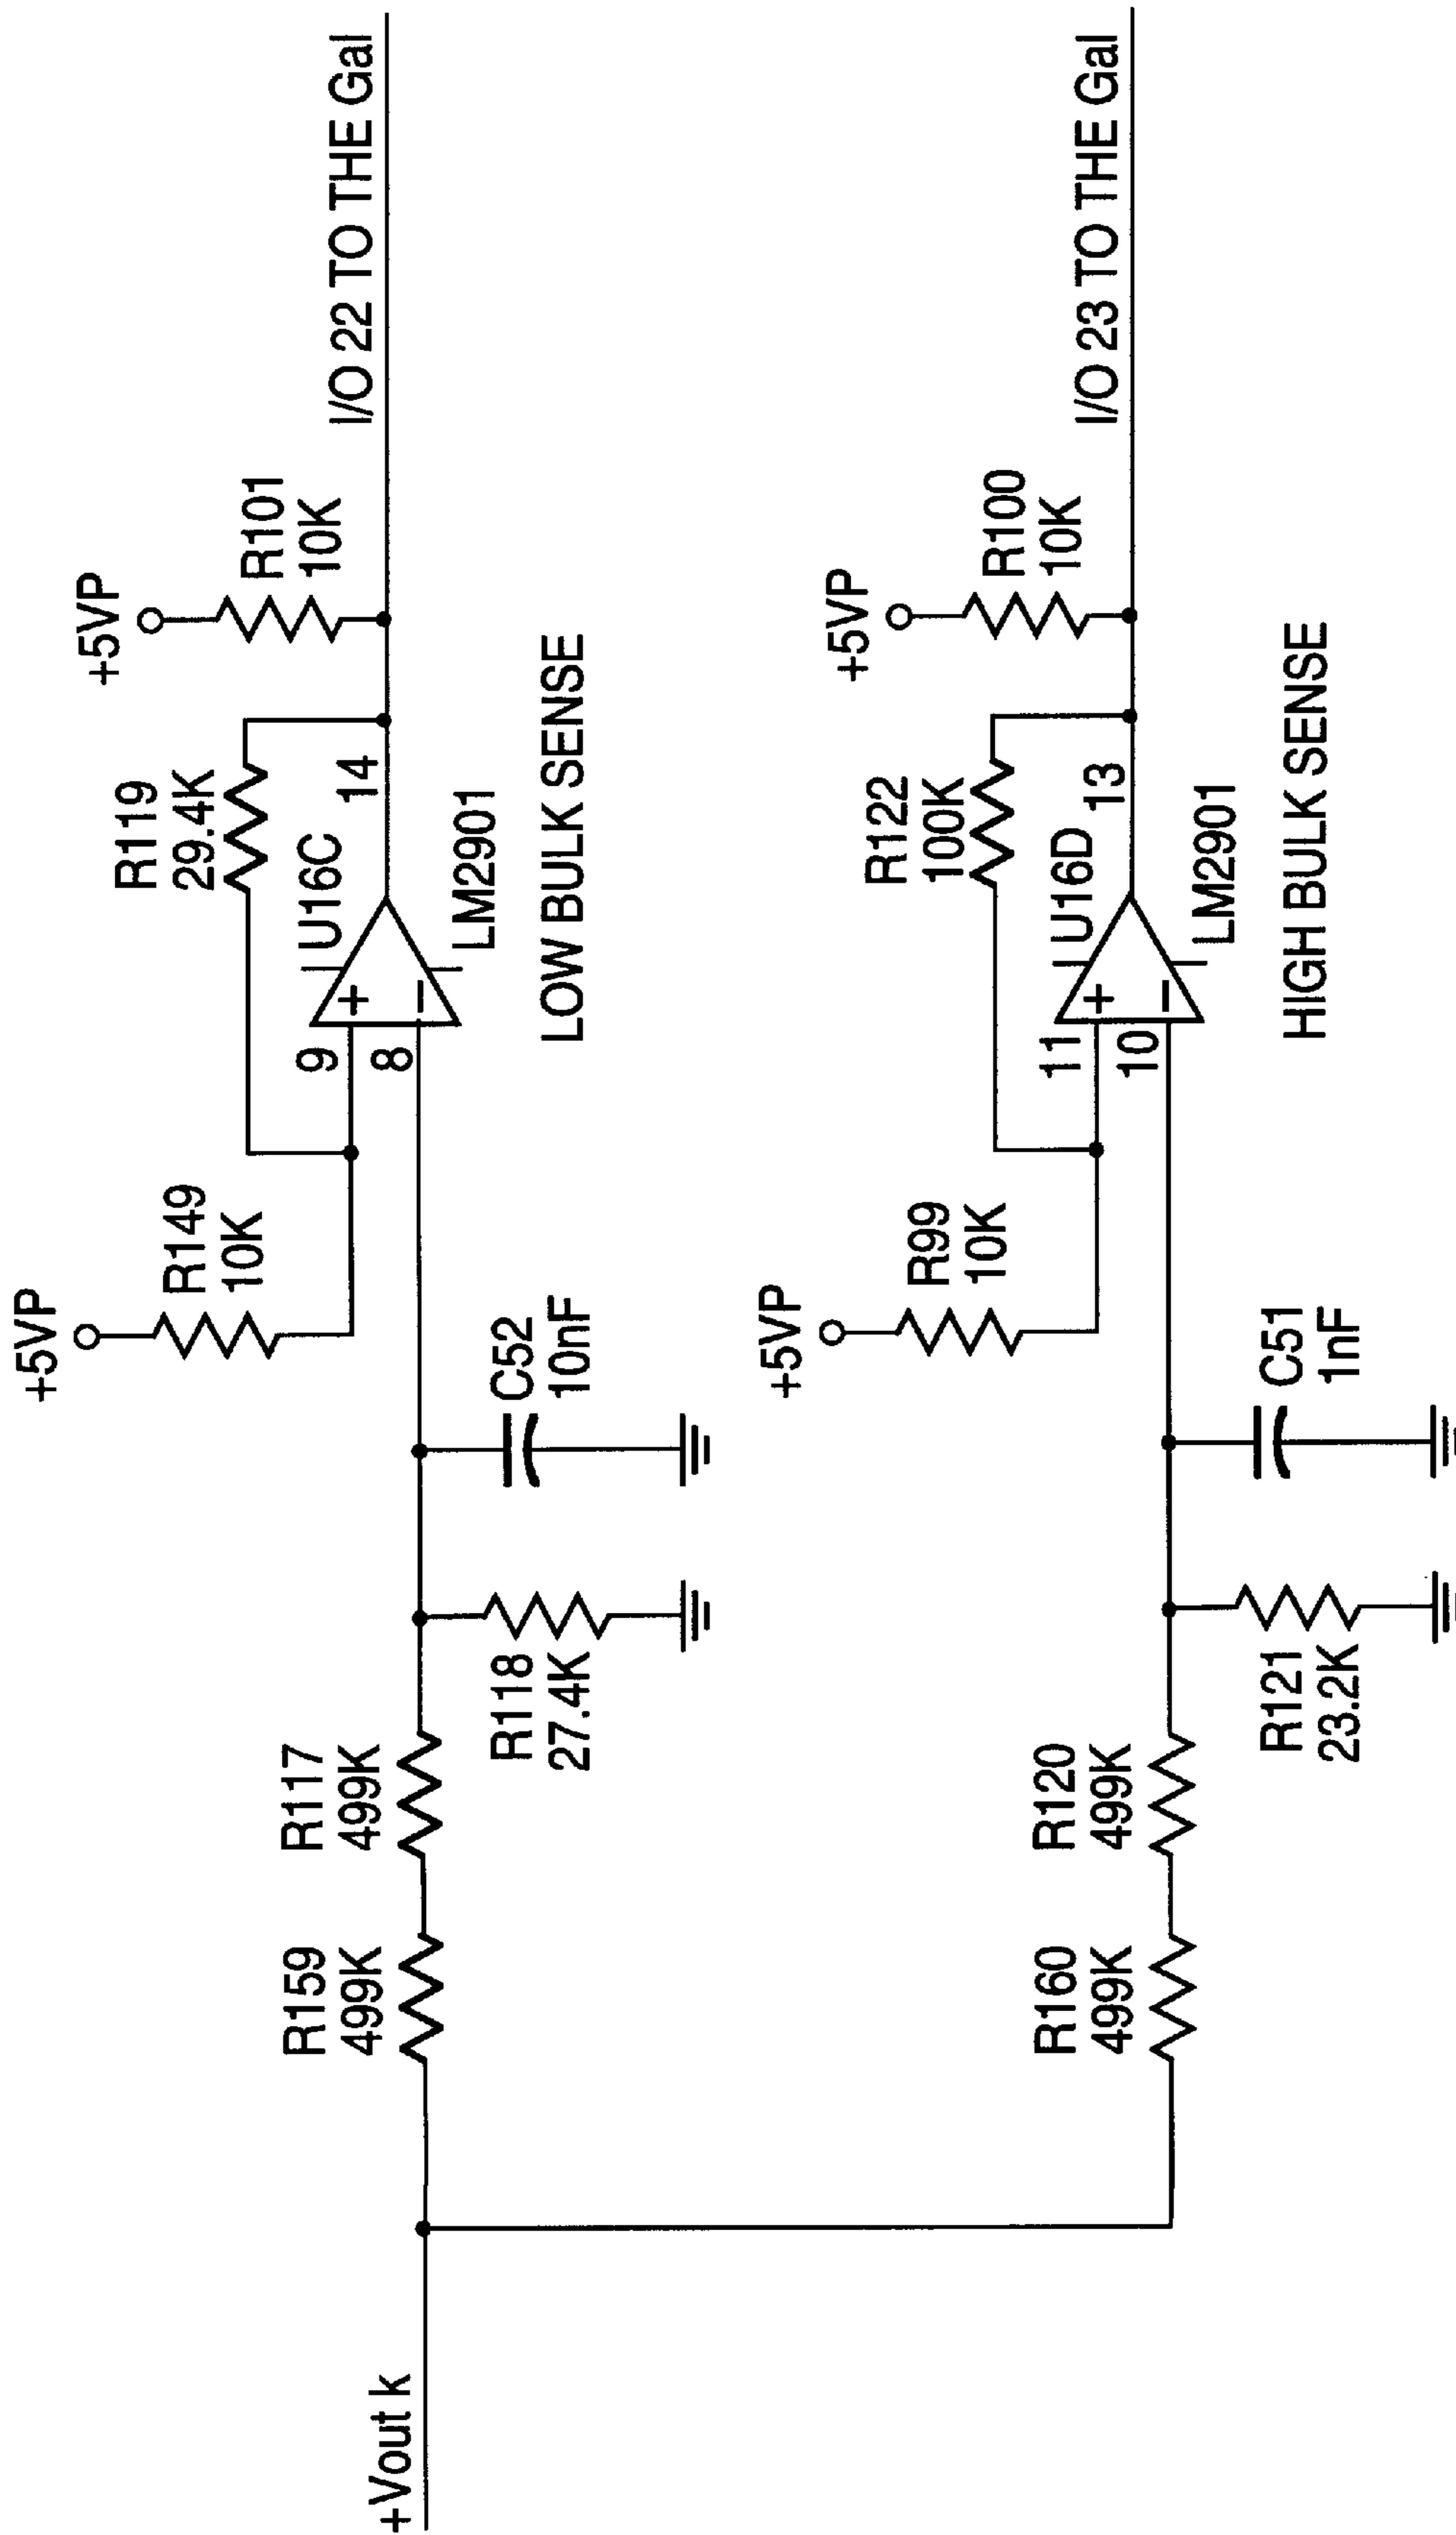 +Vout k
R159
499K
R117
499K
R118
27.4K
C52
10nF
+5VP
R149
10K
9
8
+
−
U16C
LM2901
R119
29.4K
14
+5VP
R101
10K
LOW BULK SENSE
I/O 22 TO THE Gal
R160
499K
R120
499K
R121
23.2K
C51
1nF
+5VP
R99
10K
11
10
+
−
U16D
LM2901
R122
100K
13
+5VP
R100
10K
HIGH BULK SENSE
I/O 23 TO THE Gal